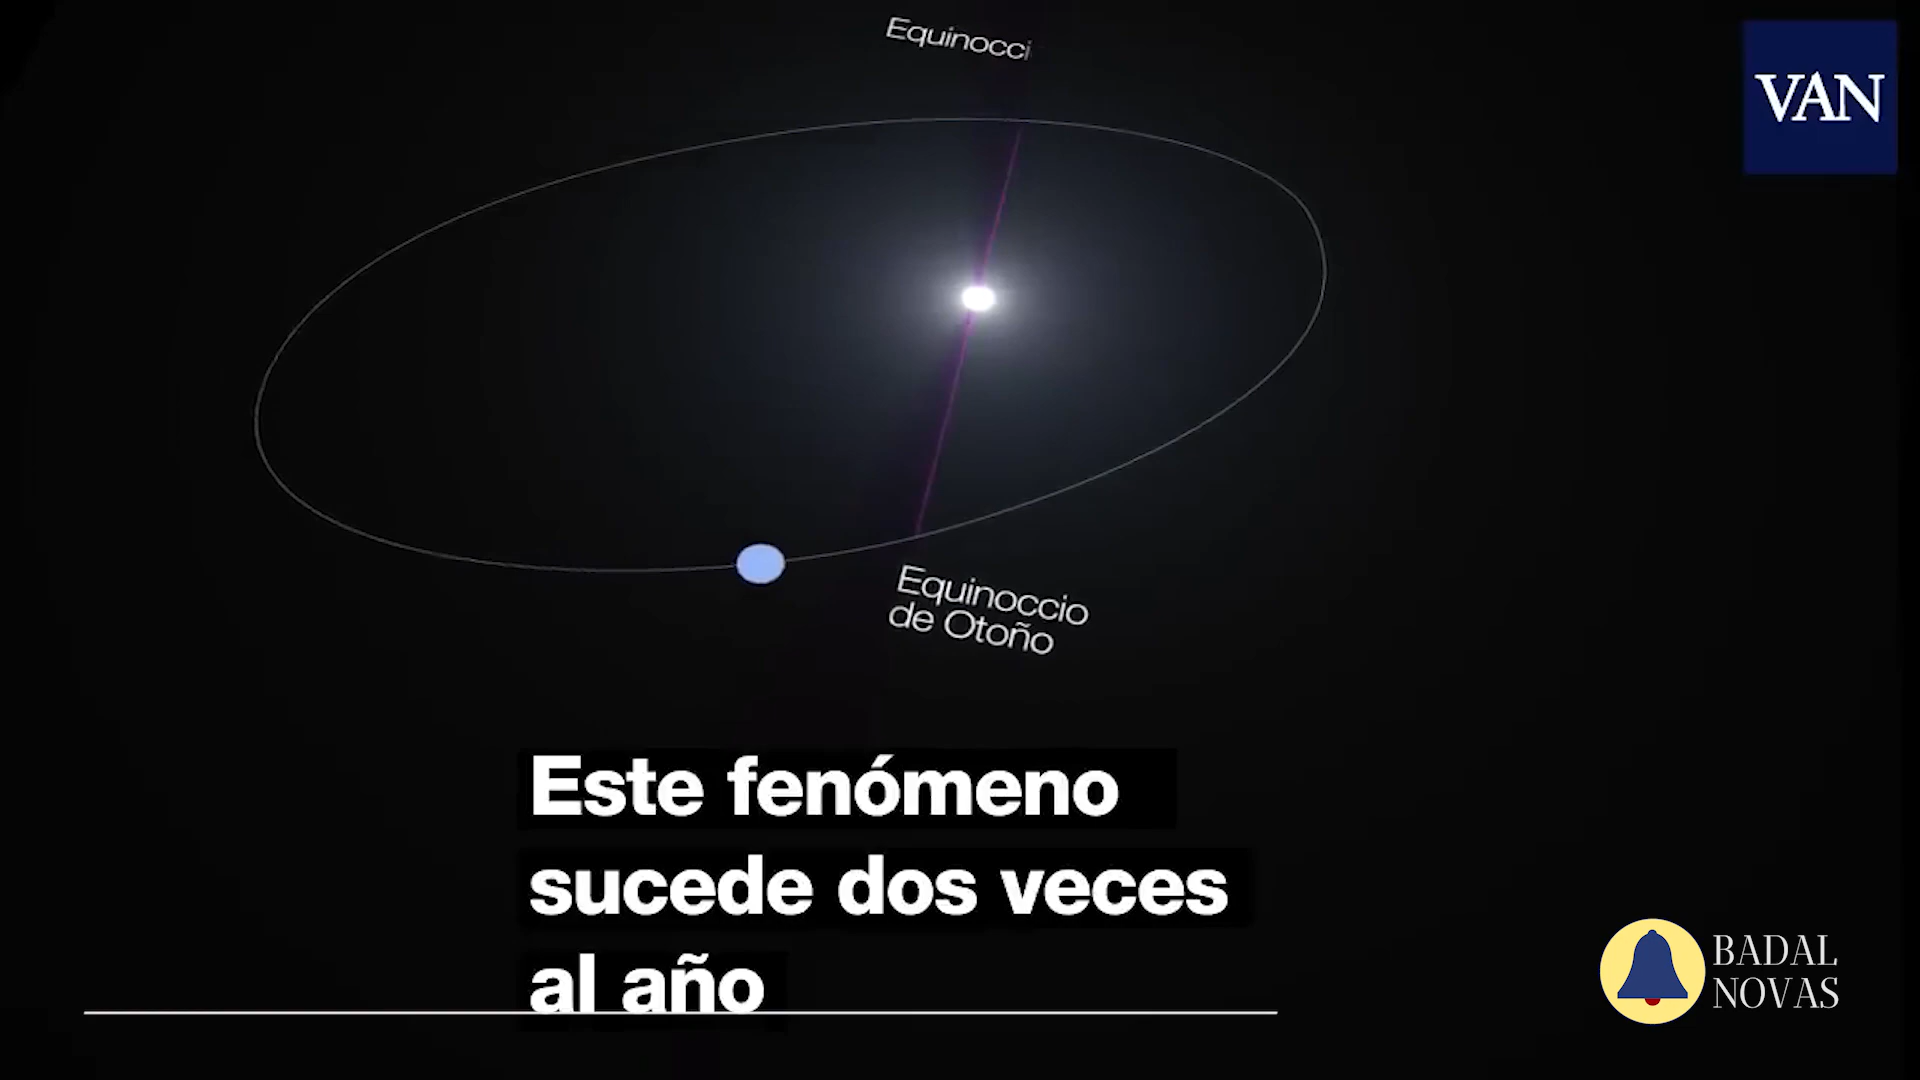 Equinocci
VAN
Equinoccio
de Otoño
Este fenómeno
sucede dos veces
al año
BADAL
NOVAS